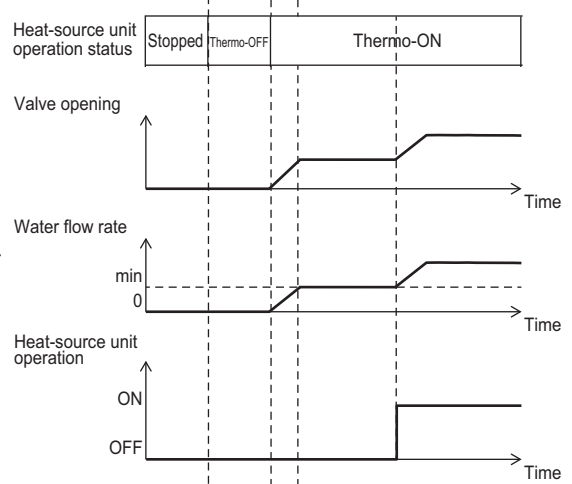 Heat-source unit
operation status
Stopped Thermo-OFF Thermo-ON
Valve opening
Time
Water flow rate
min
0
Time
Heat-source unit
operation
ON
OFF
Time